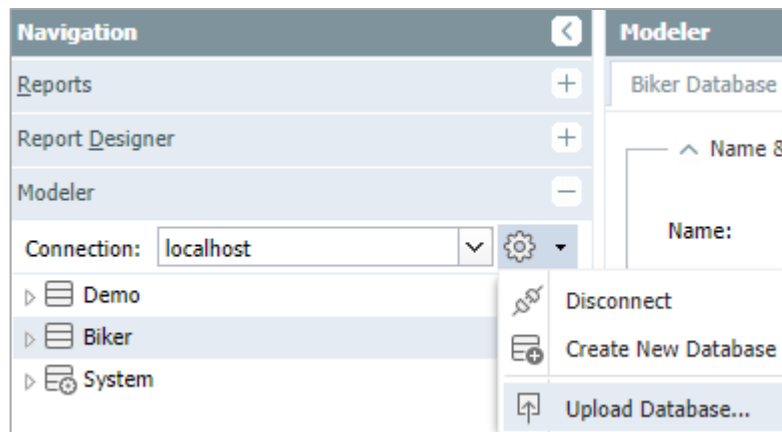 Navigation
Modeler
Reports
Biker Database
Report Designer
Name &
Modeler
Name:
Connection: localhost
Demo
Disconnect
Biker
Create New Database
System
Upload Database...